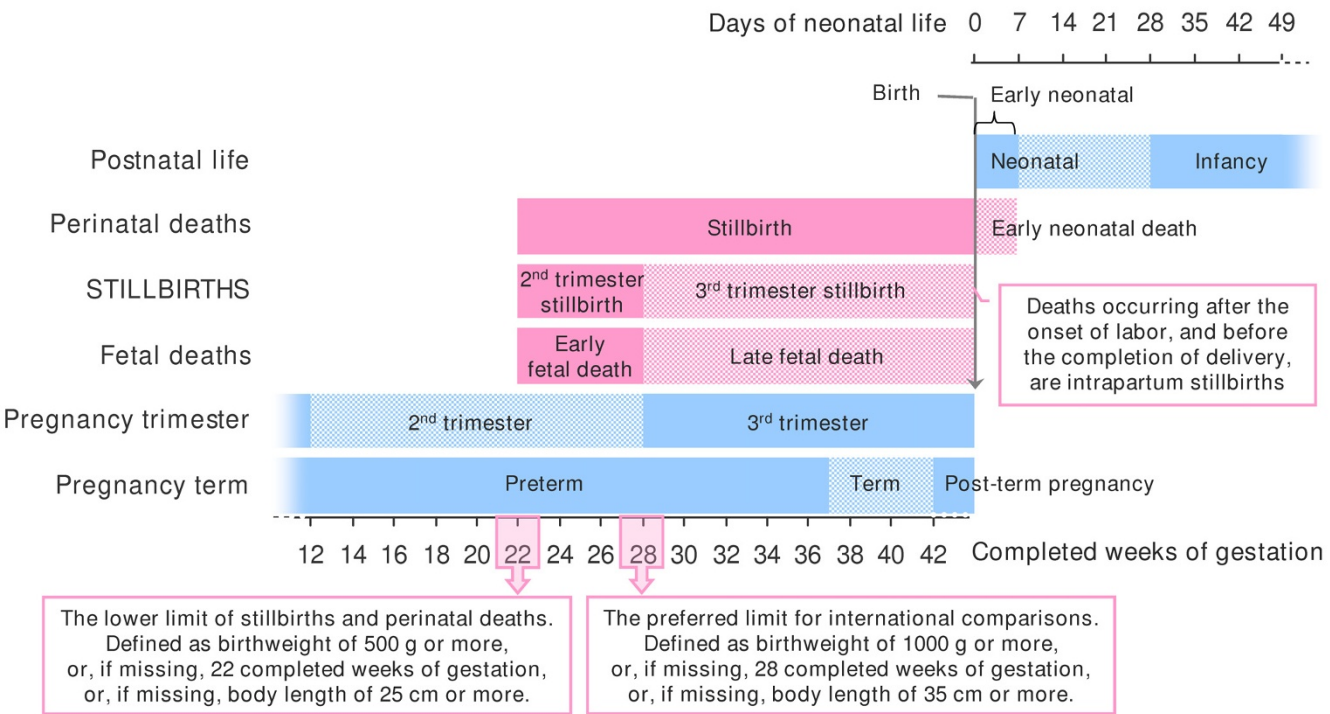 Days of neonatal life 0 7 14 21 28 35 42 49
Birth
Early neonatal
Postnatal life
Neonatal
Infancy
Perinatal deaths
Stillbirth
Early neonatal death
STILLBIRTHS
2nd trimester
stillbirth
3rd trimester stillbirth
Deaths occurring after the
onset of labor, and before
the completion of delivery,
are intrapartum stillbirths
Fetal deaths
Early
fetal death
Late fetal death
Pregnancy trimester
2nd trimester
3rd trimester
Pregnancy term
Preterm
Term
Post-term pregnancy
12 14 16 18 20 22 24 26 28 30 32 34 36 38 40 42 Completed weeks of gestation
The lower limit of stillbirths and perinatal deaths.
Defined as birthweight of 500 g or more,
or, if missing, 22 completed weeks of gestation,
or, if missing, body length of 25 cm or more.
The preferred limit for international comparisons.
Defined as birthweight of 1000 g or more,
or, if missing, 28 completed weeks of gestation,
or, if missing, body length of 35 cm or more.